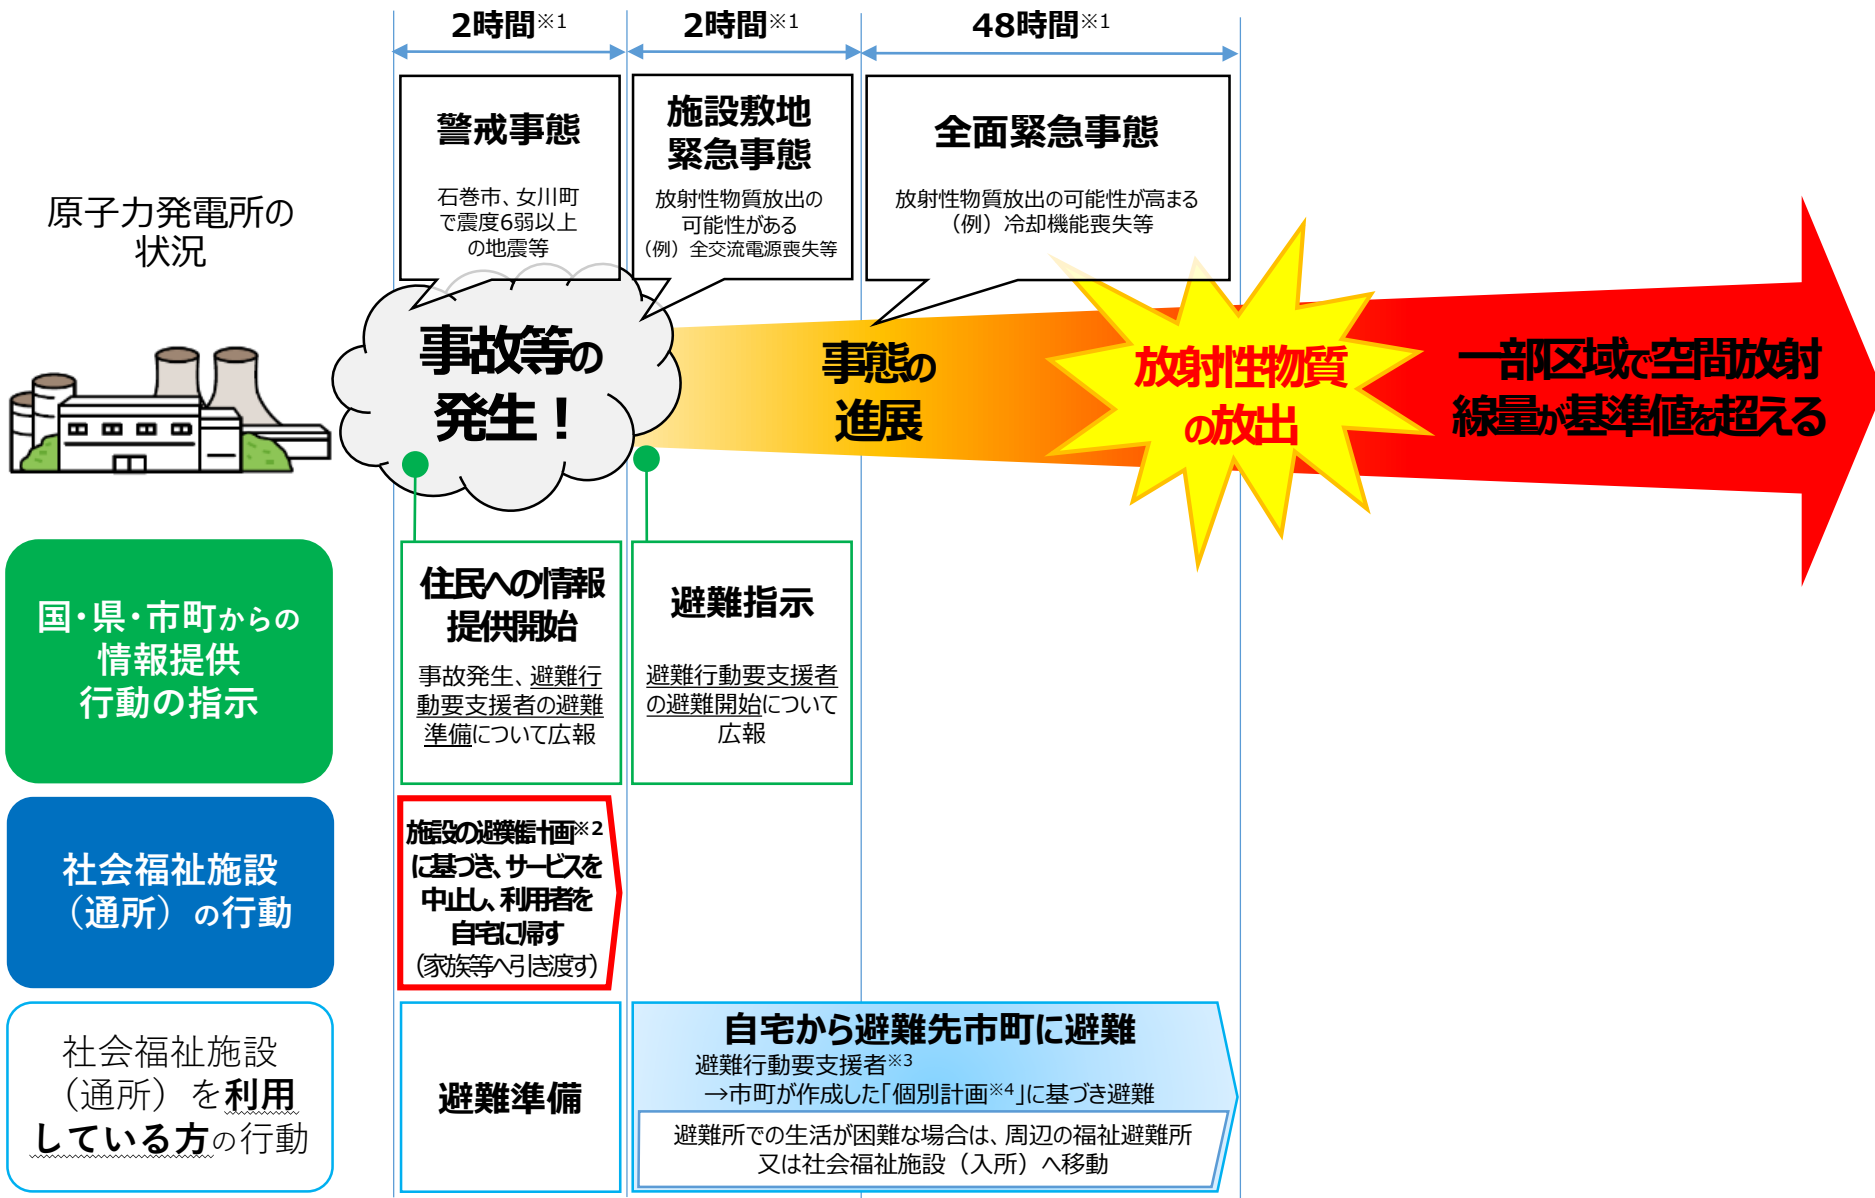 2時間※1
2時間※1
48時間※1
警戒事態
石巻市、女川町
で震度6弱以上
の地震等
施設敷地
緊急事態
放射性物質放出の
可能性がある
（例）全交流電源喪失等
全面緊急事態
放射性物質放出の可能性が高まる
（例）冷却機能喪失等
原子力発電所の
状況
事故等の
発生！
事態の
進展
放射性物質
の放出
一部区域で空間放射
線量が基準値を超える
国・県・市町からの
情報提供
行動の指示
住民への情報
提供開始
事故発生、避難行
動要支援者の避難
準備について広報
避難指示
避難行動要支援者
の避難開始について
広報
社会福祉施設
（通所）の行動
施設の避難計画※2
に基づき、サービスを
中止し、利用者を
自宅に帰す
（家族等へ引き渡す）
社会福祉施設
（通所）を利用
している方の行動
避難準備
自宅から避難先市町に避難
避難行動要支援者※3
→市町が作成した「個別計画※4」に基づき避難
避難所での生活が困難な場合は、周辺の福祉避難所
又は社会福祉施設（入所）へ移動